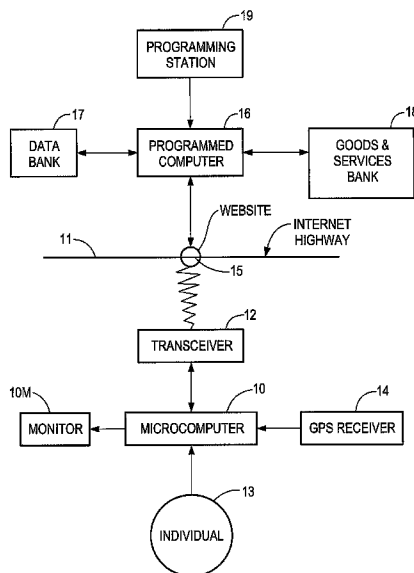 19
PROGRAMMING
STATION
17
16
18
DATA
BANK
PROGRAMMED
COMPUTER
GOODS &
SERVICES
BANK
WEBSITE
INTERNET
HIGHWAY
11
15
12
TRANSCEIVER
10M
10
14
MONITOR
MICROCOMPUTER
GPS RECEIVER
13
INDIVIDUAL